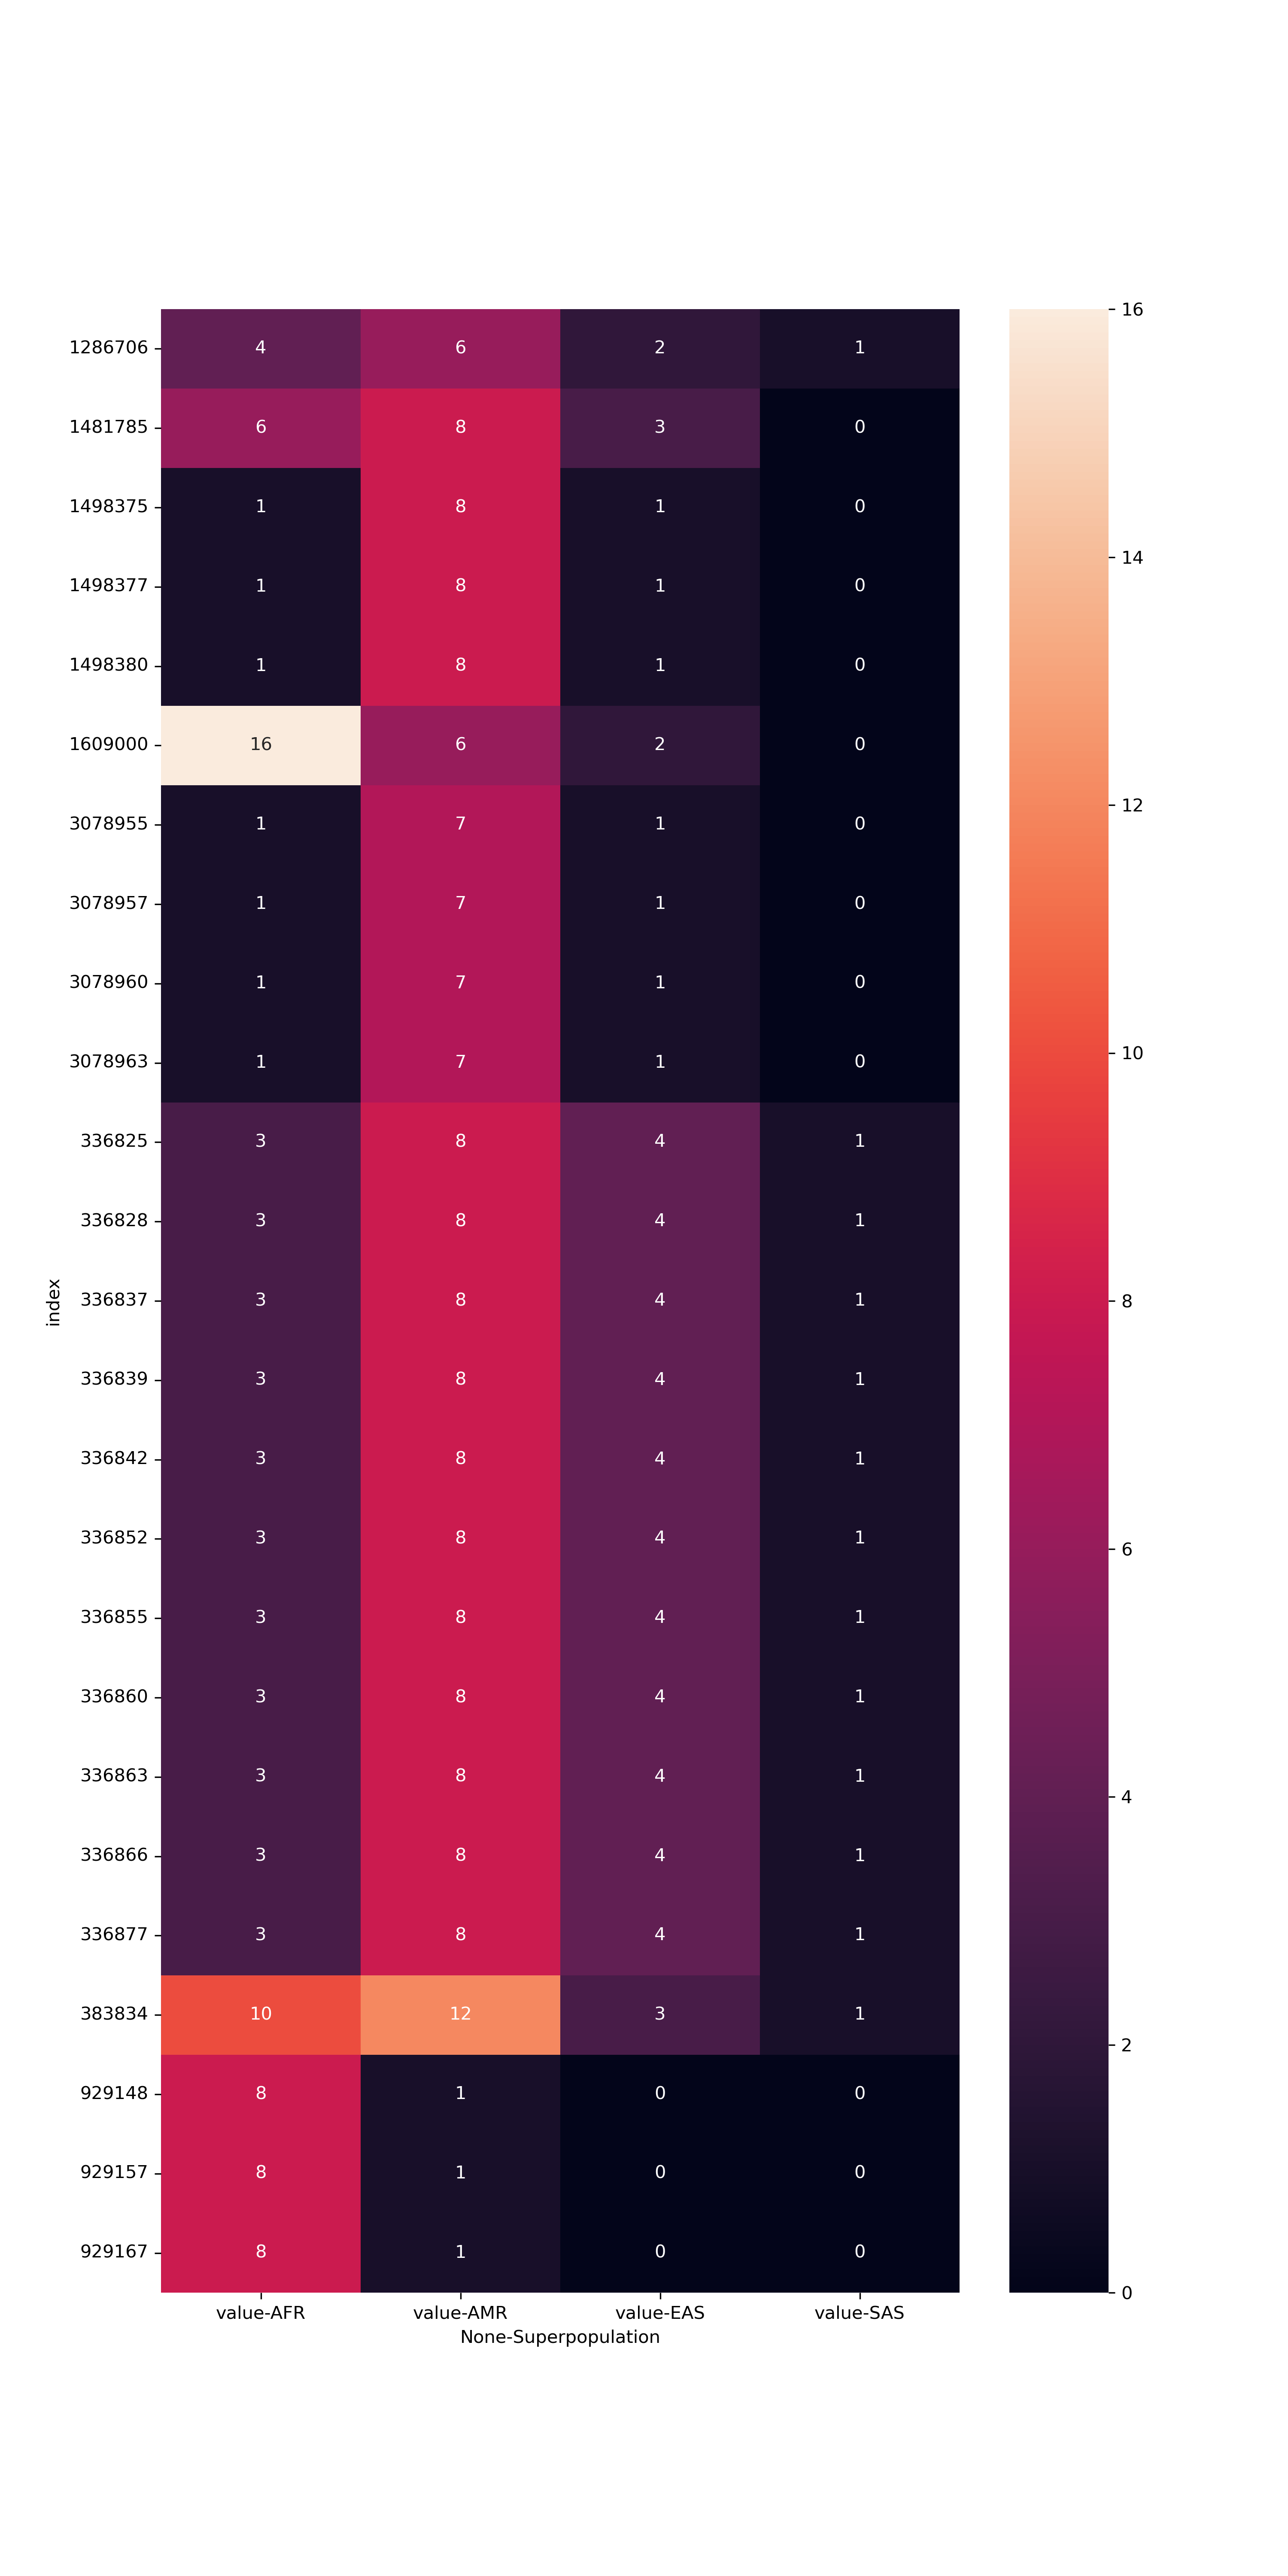 16
1286706 4 6 2 1
1481785 6 8 3 0
1498375 1 8 1 0
14
1498377 1 8 1 0
1498380 1 8 1 0
1609000 16 6 2 0
12
3078955 1 7 1 0
3078957 1 7 1 0
3078960 1 7 1 0
10
3078963 1 7 1 0
336825 3 8 4 1
336828 3 8 4 1
index
336837 3 8 4 1
8
336839 3 8 4 1
336842 3 8 4 1
336852 3 8 4 1
6
336855 3 8 4 1
336860 3 8 4 1
336863 3 8 4 1
4
336866 3 8 4 1
336877 3 8 4 1
383834 10 12 3 1
2
929148 8 1 0 0
929157 8 1 0 0
929167 8 1 0 0
0
value-AFR value-AMR value-EAS value-SAS
None-Superpopulation